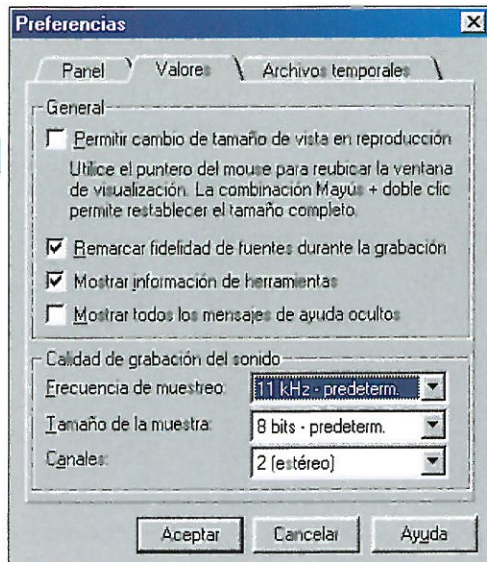 Preferencias
Panel
Valores
Archivos temporales
General
Permitir cambio de tamaño de vista en reproducción
Utilice el puntero del mouse para reubicar la ventana
de visualización. La combinación Mayús + doble clic
permite restablecer el tamaño completo.
Remarcar fidelidad de fuentes durante la grabación
Mostrar información de herramientas
Mostrar todos los mensajes de ayuda ocultos
Calidad de grabación del sonido
Frecuencia de muestreo: 11 kHz - predeterm.
Tamaño de la muestra: 8 bits - predeterm.
Canales: 2 (estéreo)
Aceptar
Cancelar
Ayuda